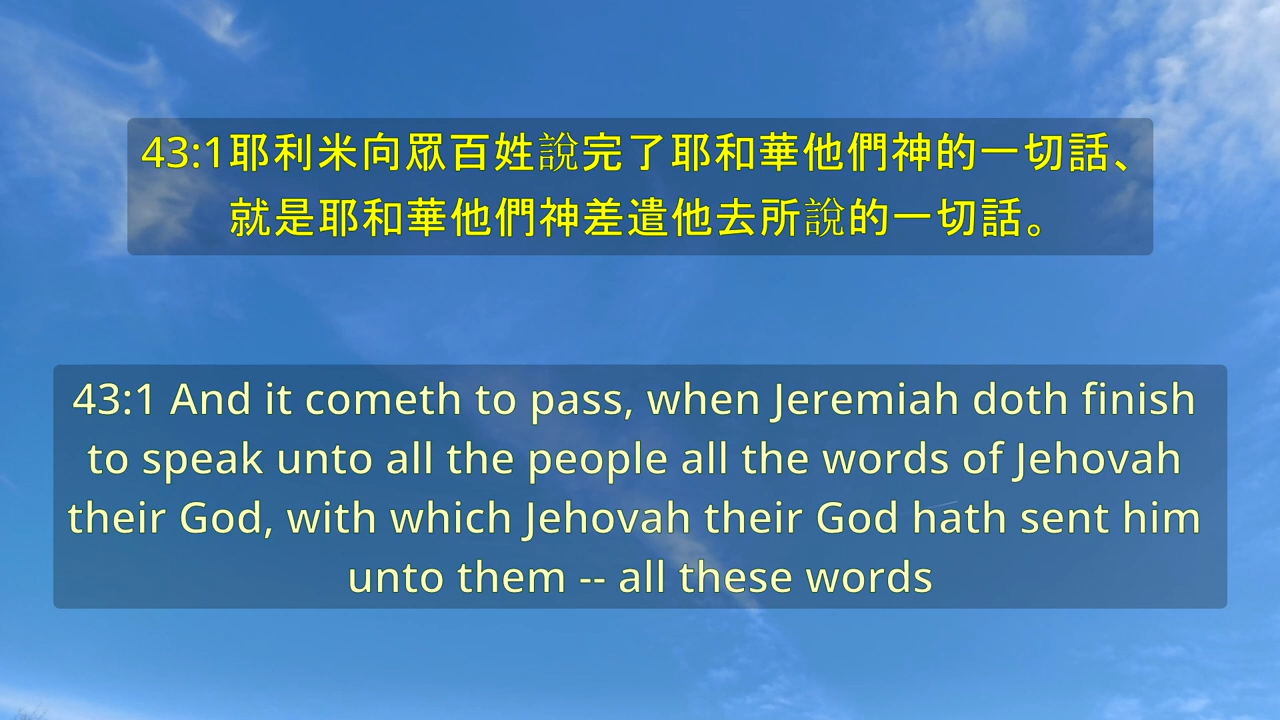 43:1耶利米向眾百姓說完了耶和華他們神的一切話、
就是耶和華他們神差遣他去所說的一切話。
43:1 And it cometh to pass, when Jeremiah doth finish
to speak unto all the people all the words of Jehovah
their God, with which Jehovah their God hath sent him
unto them -- all these words